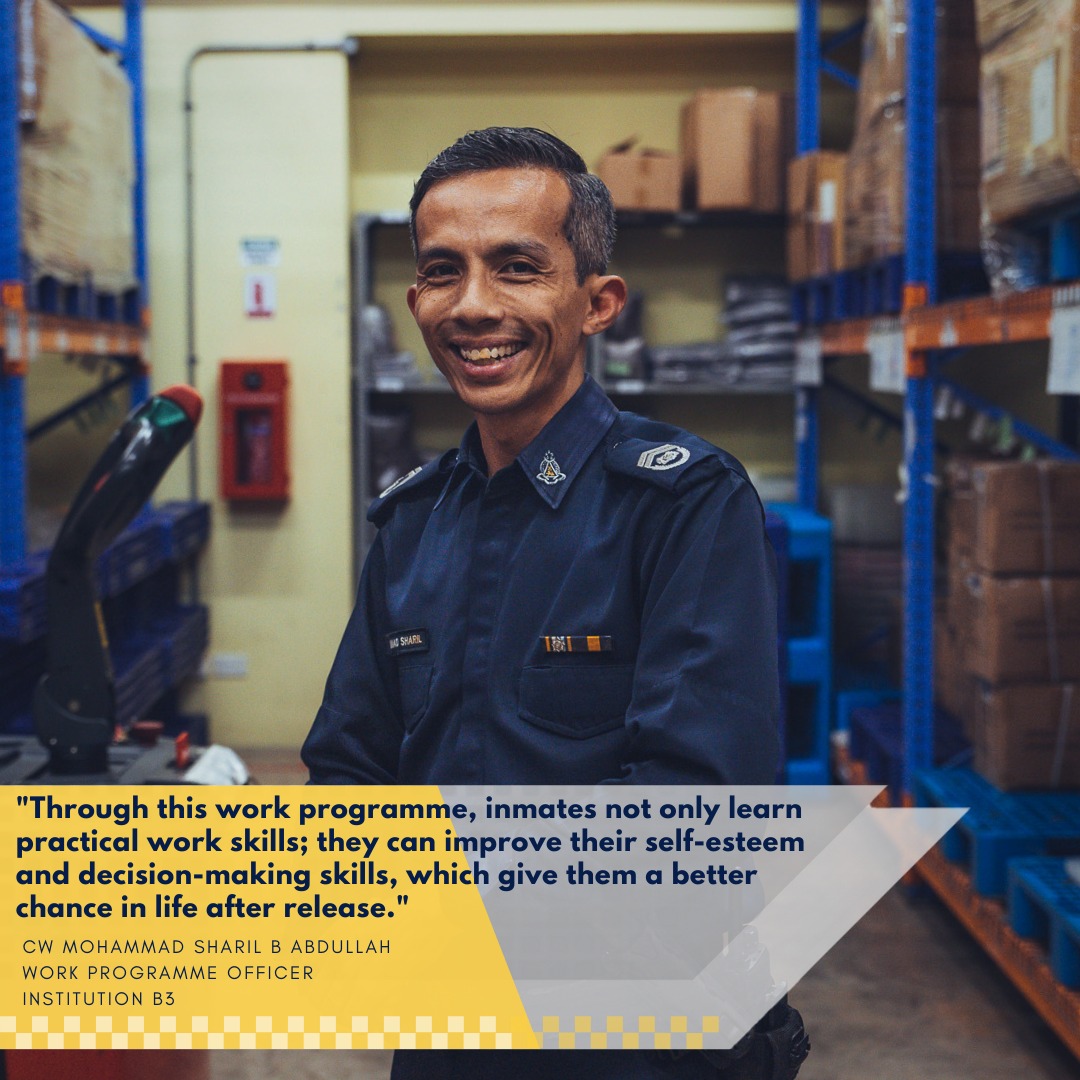 SHARIL
"Through this work programme, inmates not only learn
practical work skills; they can improve their self-esteem
and decision-making skills, which give them a better
chance in life after release."
CW MOHAMMAD SHARIL B ABDULLAH
WORK PROGRAMME OFFICER
INSTITUTION B3